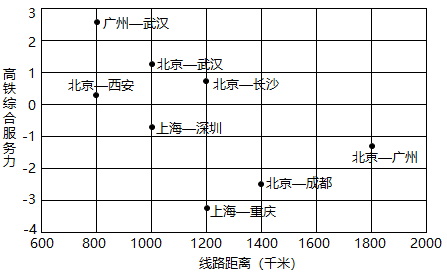 3
2
1
0
-1
-2
-3
-4
高铁综合服务力
广州—武汉
北京—武汉
北京—西安
北京—长沙
上海—深圳
北京—广州
北京—成都
上海—重庆
600 800 1000 1200 1400 1600 1800 2000
线路距离（千米）